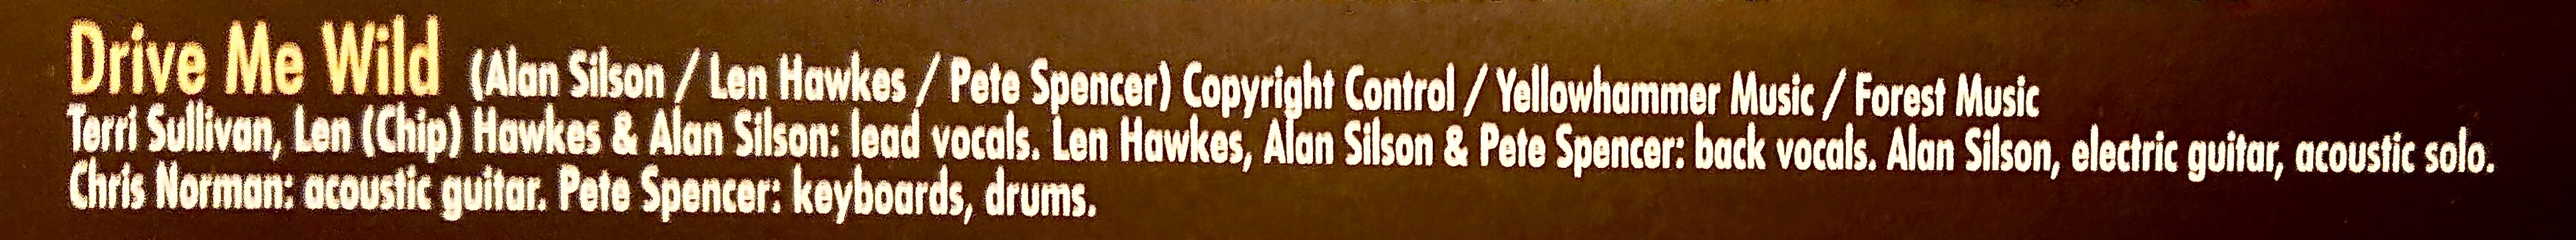 Drive Me Wild (Alan Silson / Len Hawkes / Pete Spencer) Copyright Control / Yellowhammer Music / Forest Music
Terri Sullivan, Len (Chip) Hawkes & Alan Silson: lead vocals. Len Hawkes, Alan Silson & Pete Spencer: back vocals. Alan Silson, electric guitar, acoustic solo.
Chris Norman: acoustic guitar. Pete Spencer: keyboards, drums.